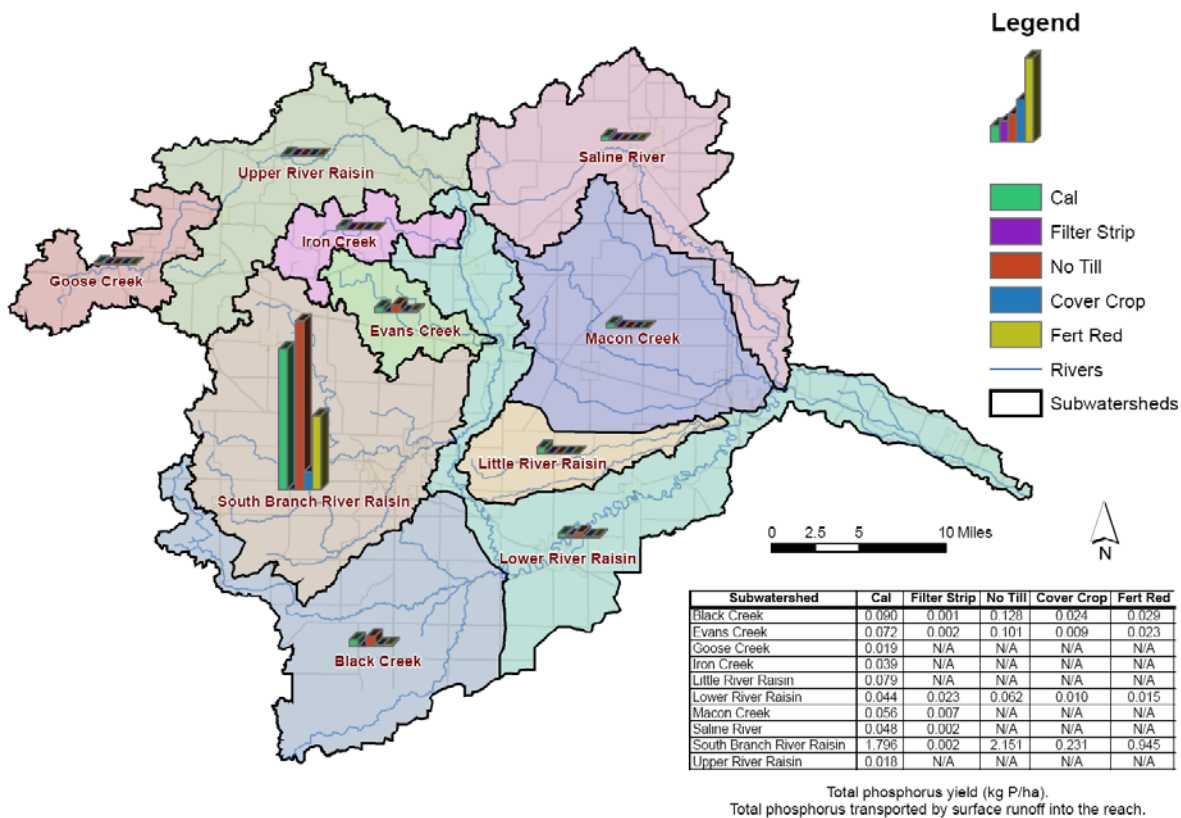 Legend
Cal
Filter Strip
No Till
Cover Crop
Fert Red
Rivers
Subwatersheds
Saline River
Upper River Raisin
Iron Creek
Goose Creek
Evans Creek
Macon Creek
Little River Raisin
South Branch River Raisin
Lower River Raisin
Black Creek
0 2.5 5 10 Miles
N
Subwatershed Cal Filter Strip No Till Cover Crop Fert Red
Black Creek 0.090 0.001 0.128 0.024 0.029
Evans Creek 0.072 0.002 0.101 0.009 0.023
Goose Creek 0.019 N/A N/A N/A N/A
Iron Creek 0.039 N/A N/A N/A N/A
Little River Raisin 0.079 N/A N/A N/A N/A
Lower River Raisin 0.044 0.023 0.062 0.010 0.015
Macon Creek 0.056 0.007 N/A N/A N/A
Saline River 0.048 0.002 N/A N/A N/A
South Branch River Raisin 1.796 0.002 2.151 0.231 0.945
Upper River Raisin 0.018 N/A N/A N/A N/A
Total phosphorus yield (kg P/ha).
Total phosphorus transported by surface runoff into the reach.